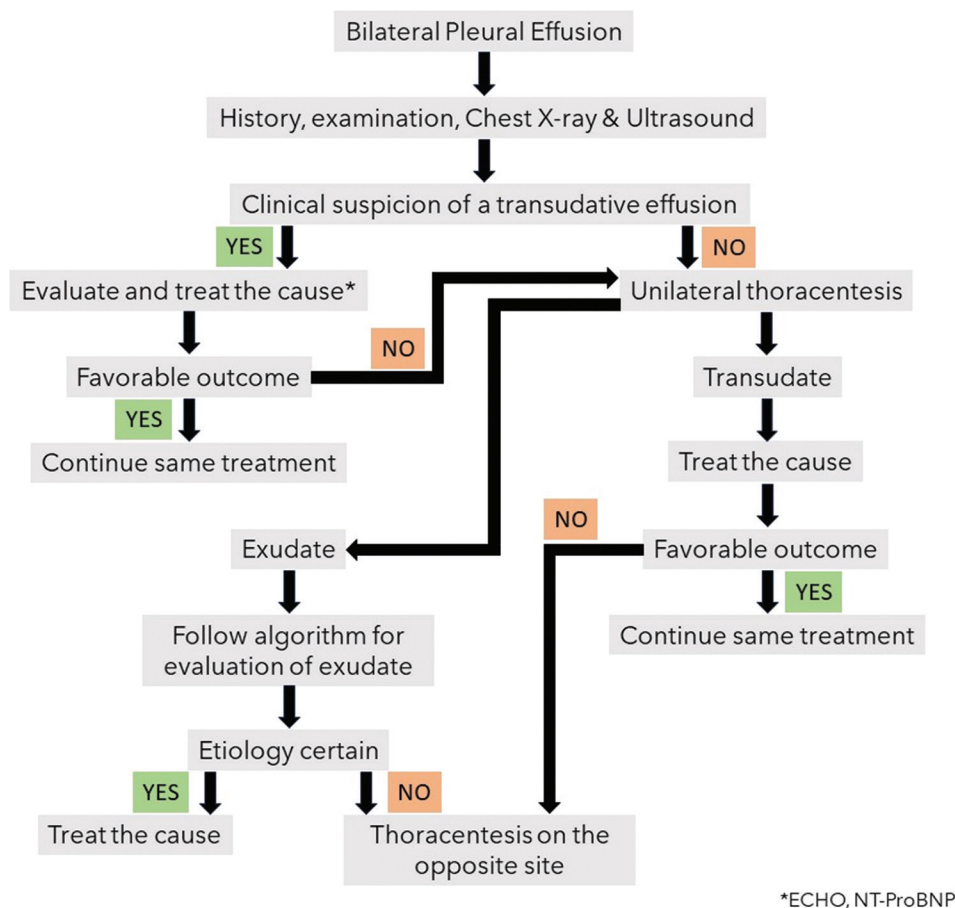 Bilateral Pleural Effusion
History, examination, Chest X-ray & Ultrasound
Clinical suspicion of a transudative effusion
YES
NO
Evaluate and treat the cause*
Unilateral thoracentesis
NO
Favorable outcome
Transudate
YES
Continue same treatment
Treat the cause
NO
Exudate
Favorable outcome
YES
Follow algorithm for
evaluation of exudate
Continue same treatment
Etiology certain
YES
NO
Treat the cause
Thoracentesis on the
opposite site
*ECHO, NT-ProBNP